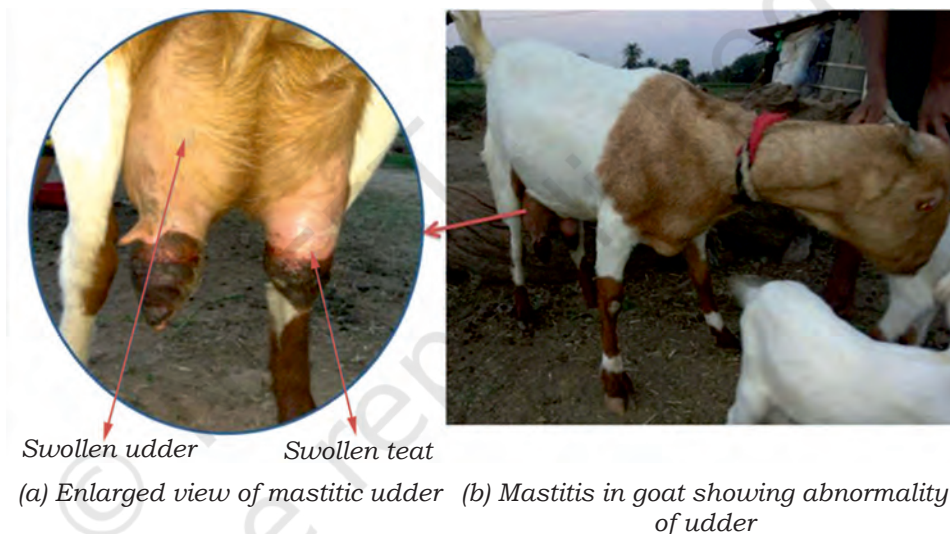 Swollen udder
Swollen teat
(a) Enlarged view of mastitic udder
(b) Mastitis in goat showing abnormality
of udder